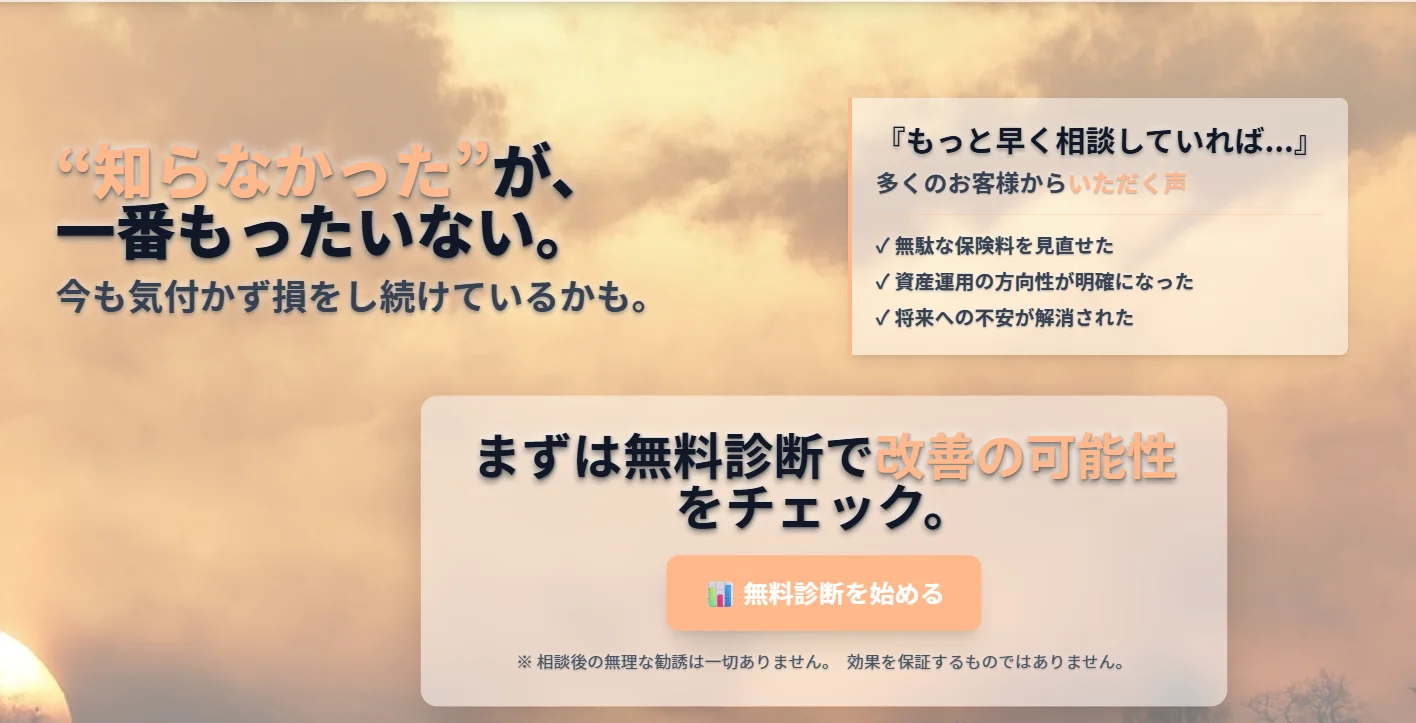 “知らなかった”が、
一番もったいない。
今も気付かず損をし続けているかも。
『もっと早く相談していれば…』
多くのお客様からいただく声
✓ 無駄な保険料を見直せた
✓ 資産運用の方向性が明確になった
✓ 将来への不安が解消された
まずは無料診断で改善の可能性
をチェック。
📊 無料診断を始める
※ 相談後の無理な勧誘は一切ありません。 効果を保証するものではありません。